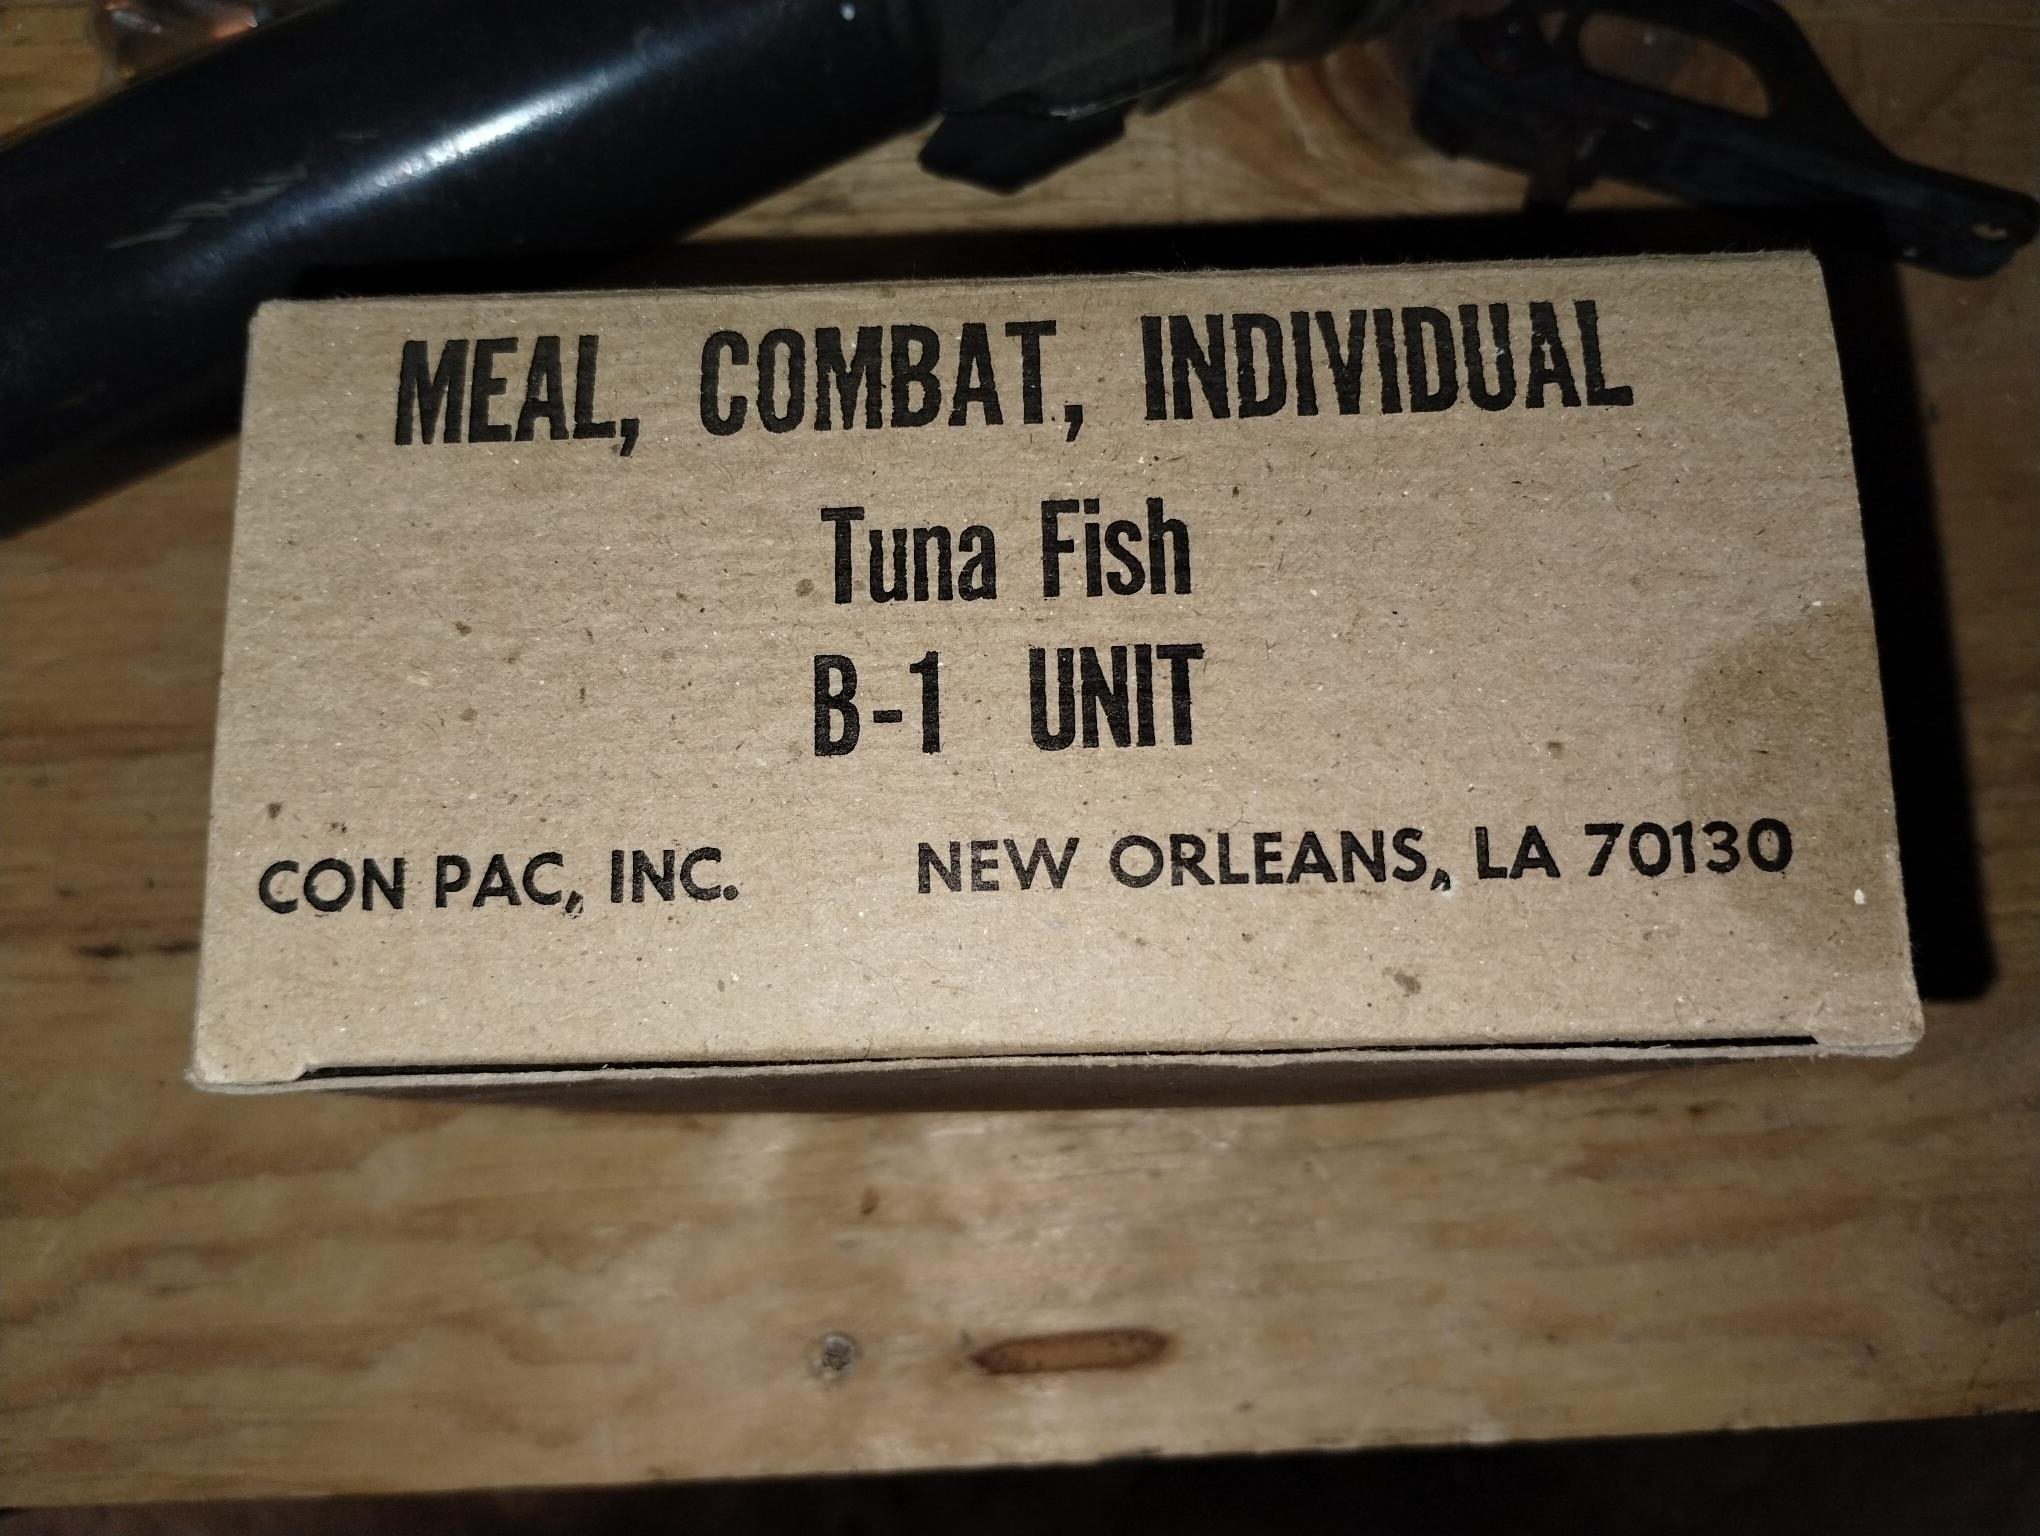 MEAL, COMBAT, INDIVIDUAL
Tuna Fish
B-1 UNIT
CON PAC, INC. NEW ORLEANS, LA 70130